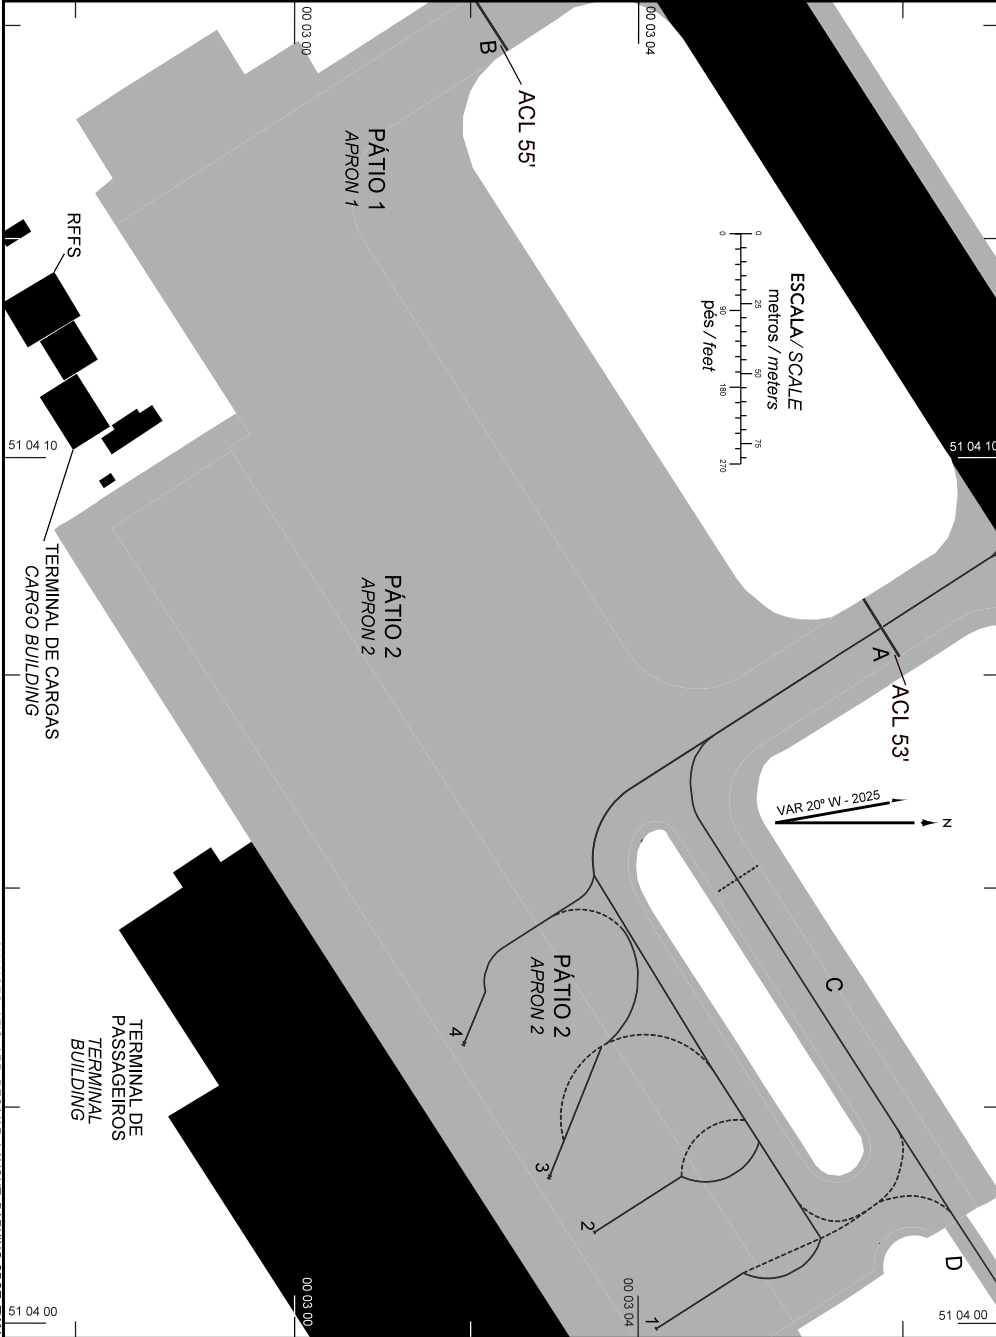 00 03 00
00 03 04
B
ACL 55'
PÁTIO 1
APRON 1
RFFS
ESCALA / SCALE
metros / meters
0 25 50 75
0 90 180 270
pés / feet
51 04 10
51 04 10
TERMINAL DE CARGAS
CARGO BUILDING
PÁTIO 2
APRON 2
A
ACL 53'
VAR 20º W - 2025
N
C
PÁTIO 2
APRON 2
4
3
2
1
D
TERMINAL DE
PASSAGEIROS
TERMINAL
BUILDING
00 03 00
00 03 04
51 04 00
51 04 00